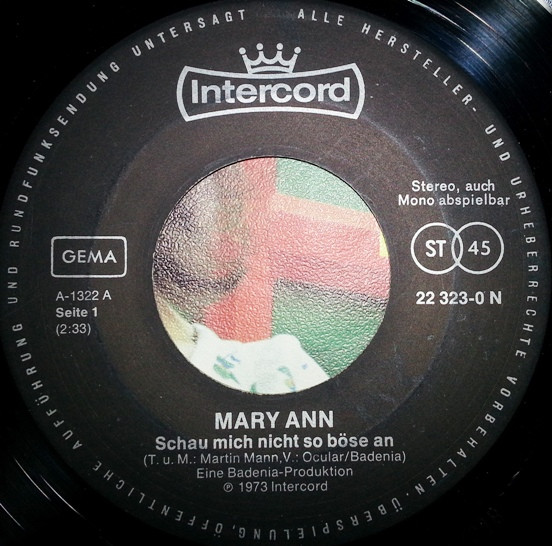 ALLE HERSTELLER- UND URHEBERRECHTE VORBEHALTEN. ÜBERSPIELUNG, ÖFFENTLICHE AUFFÜHRUNG UND RUNDFUNKSENDUNG UNTERSAGT
Intercord
Stereo, auch
Mono abspielbar
GEMA
ST 45
A-1322 A
Seite 1
(2:33)
22 323-0 N
MARY ANN
Schau mich nicht so böse an
(T. u. M.: Martin Mann,V.: Ocular/Badenia)
Eine Badenia-Produktion
℗ 1973 Intercord